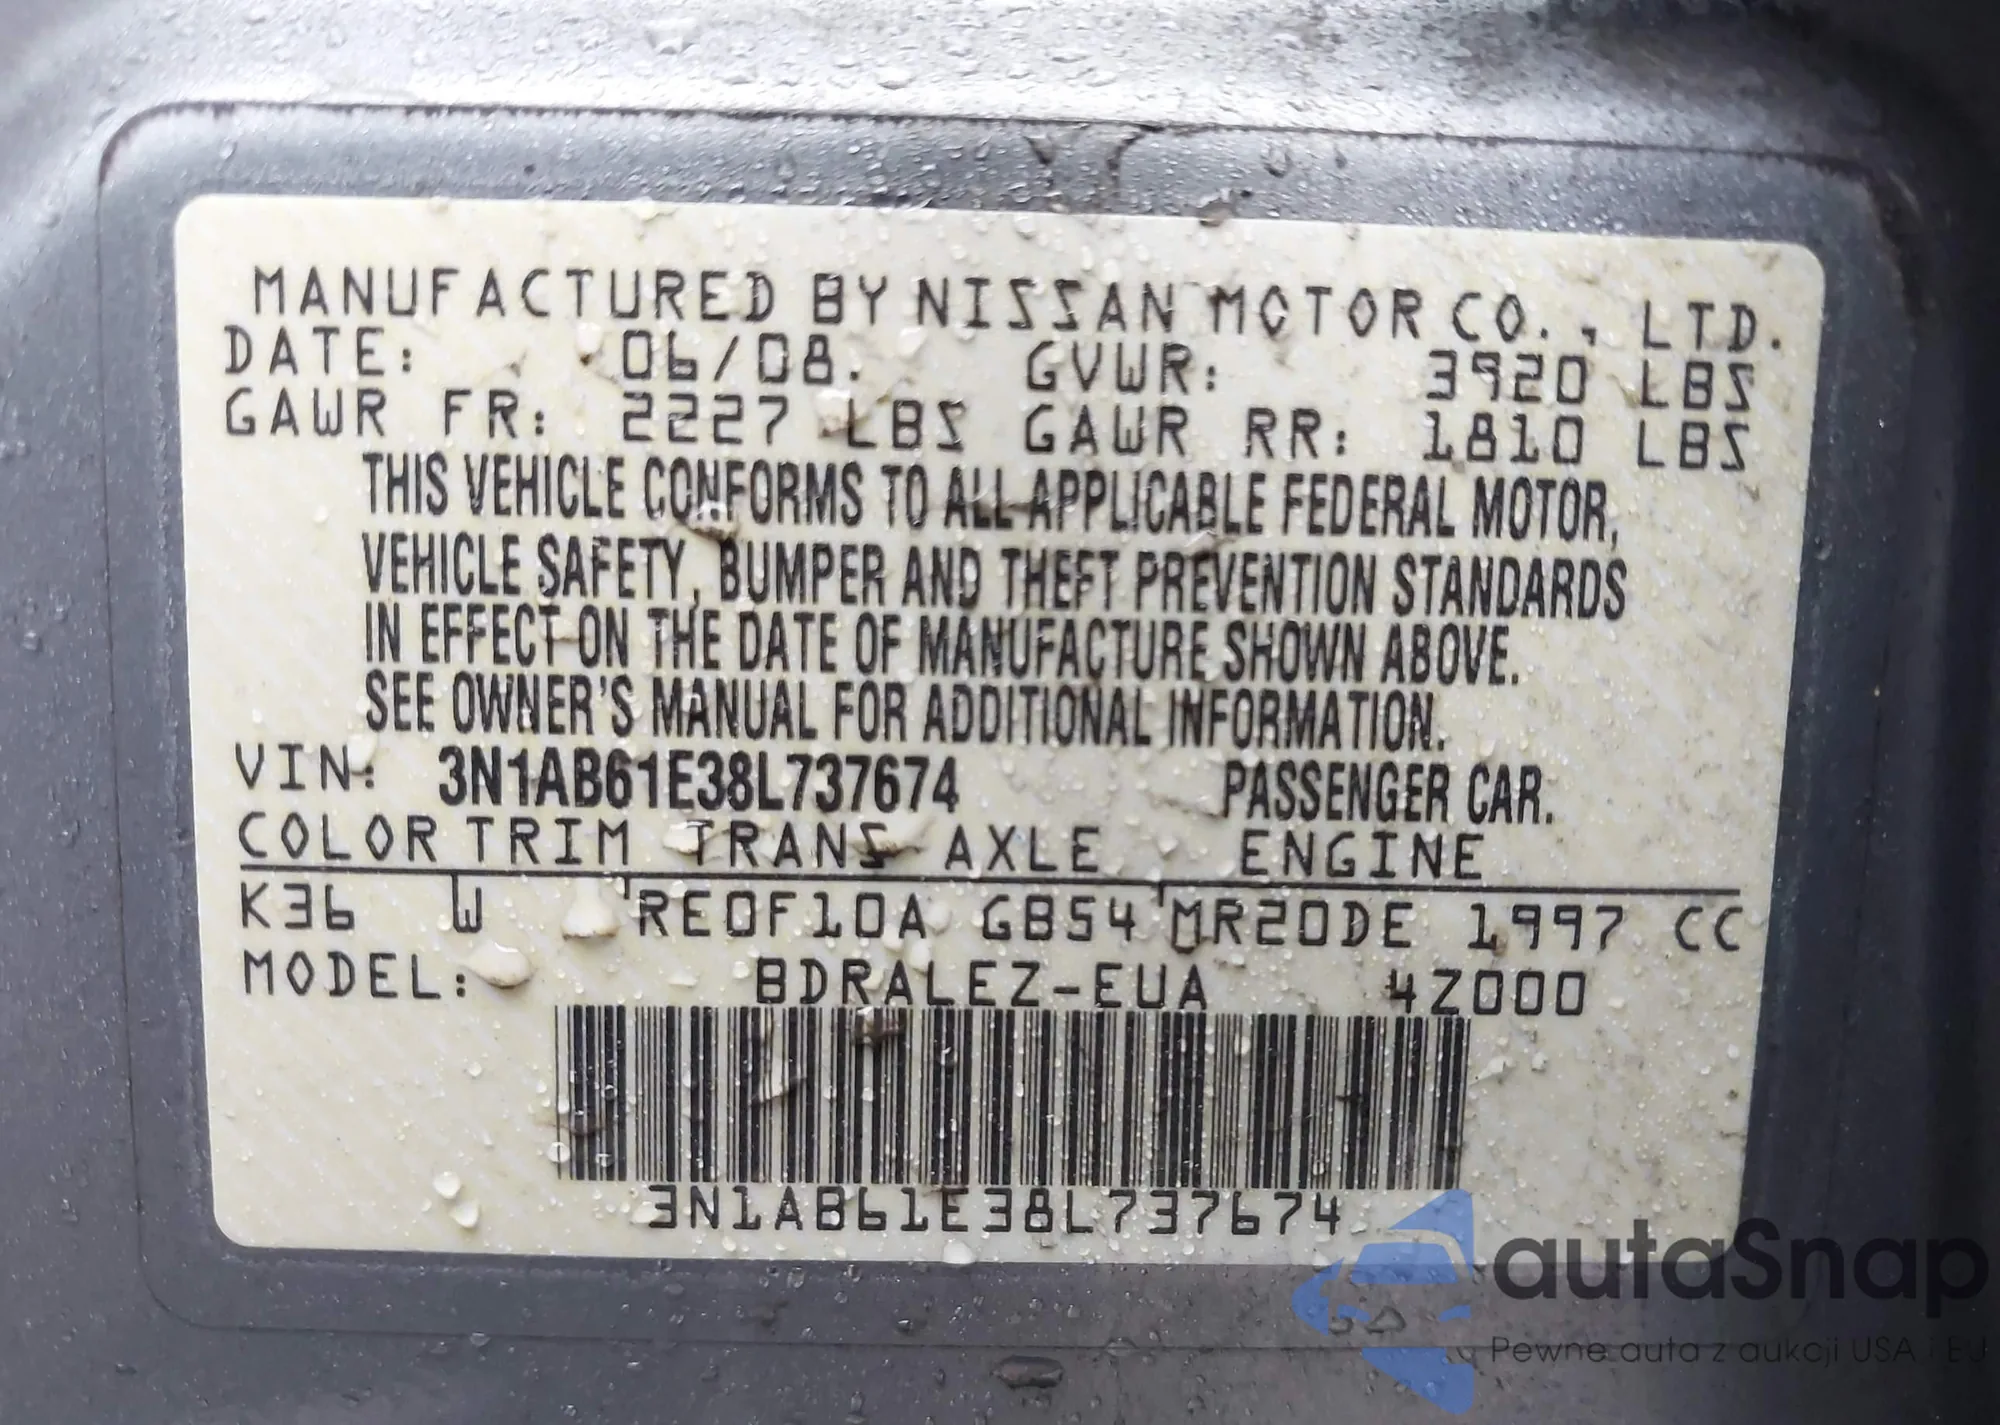 MANUFACTURED BY NISSAN MOTOR CO., LTD.
DATE: 06/08. GVWR: 3920 LBS
GAWR FR: 2227 LBS GAWR RR: 1810 LBS
THIS VEHICLE CONFORMS TO ALL APPLICABLE FEDERAL MOTOR,
VEHICLE SAFETY, BUMPER AND THEFT PREVENTION STANDARDS
IN EFFECT ON THE DATE OF MANUFACTURE SHOWN ABOVE.
SEE OWNER'S MANUAL FOR ADDITIONAL INFORMATION.
VIN: 3N1AB61E38L737674 PASSENGER CAR.
COLOR TRIM TRANS AXLE ENGINE
K36 W RE0F10A GB54 MR20DE 1997 CC
MODEL: BDRALEZ-EUA 4Z000
3N1AB61E38L737674
autaSnap
Pewne auta z aukcji USA i EU